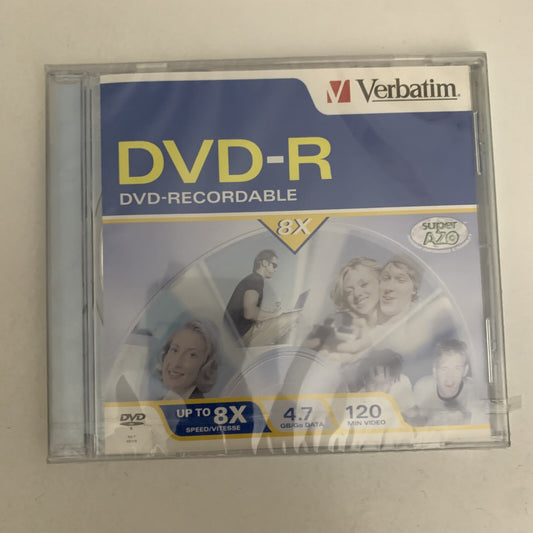 Verbatim.
DVD-R
DVD-RECORDABLE
8X
super
AZO
DVD
R
UP TO 8X
SPEED/VITESSE
4.7
GB/Go DATA
120
MIN VIDEO